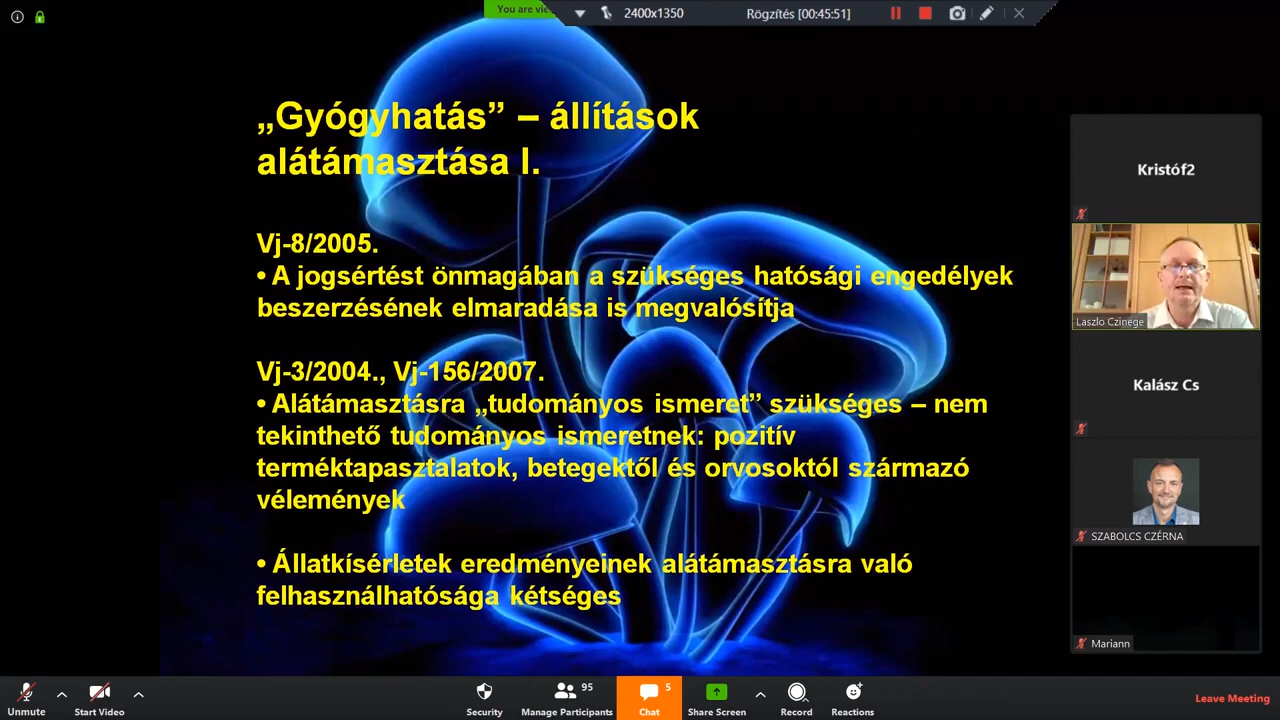 You are vie
2400x1350
Rögzítés [00:45:51]
„Gyógyhatás” – állítások
alátámasztása I.
Vj-8/2005.
• A jogsértést önmagában a szükséges hatósági engedélyek
beszerzésének elmaradása is megvalósítja
Vj-3/2004., Vj-156/2007.
• Alátámasztásra „tudományos ismeret” szükséges – nem
tekinthető tudományos ismeretnek: pozitív
terméktapasztalatok, betegektől és orvosoktól származó
vélemények
• Állatkísérletek eredményeinek alátámasztásra való
felhasználhatósága kétséges
Kristóf2
Laszlo Czinege
Kalász Cs
SZABOLCS CZÉRNA
Mariann
Unmute
Start Video
Security
95
Manage Participants
5
Chat
Share Screen
Record
Reactions
Leave Meeting